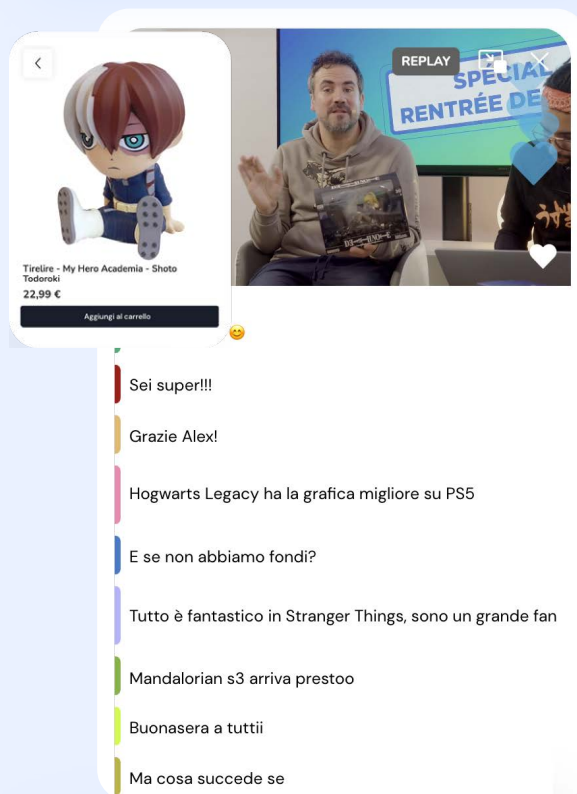 REPLAY
SPÉCIAL
RENTRÉE DE
Tirelire - My Hero Academia - Shoto
Todoroki
22,99 €
Aggiungi al carrello
😊
Sei super!!!
Grazie Alex!
Hogwarts Legacy ha la grafica migliore su PS5
E se non abbiamo fondi?
Tutto è fantastico in Stranger Things, sono un grande fan
Mandalorian s3 arriva prestoo
Buonasera a tuttii
Ma cosa succede se